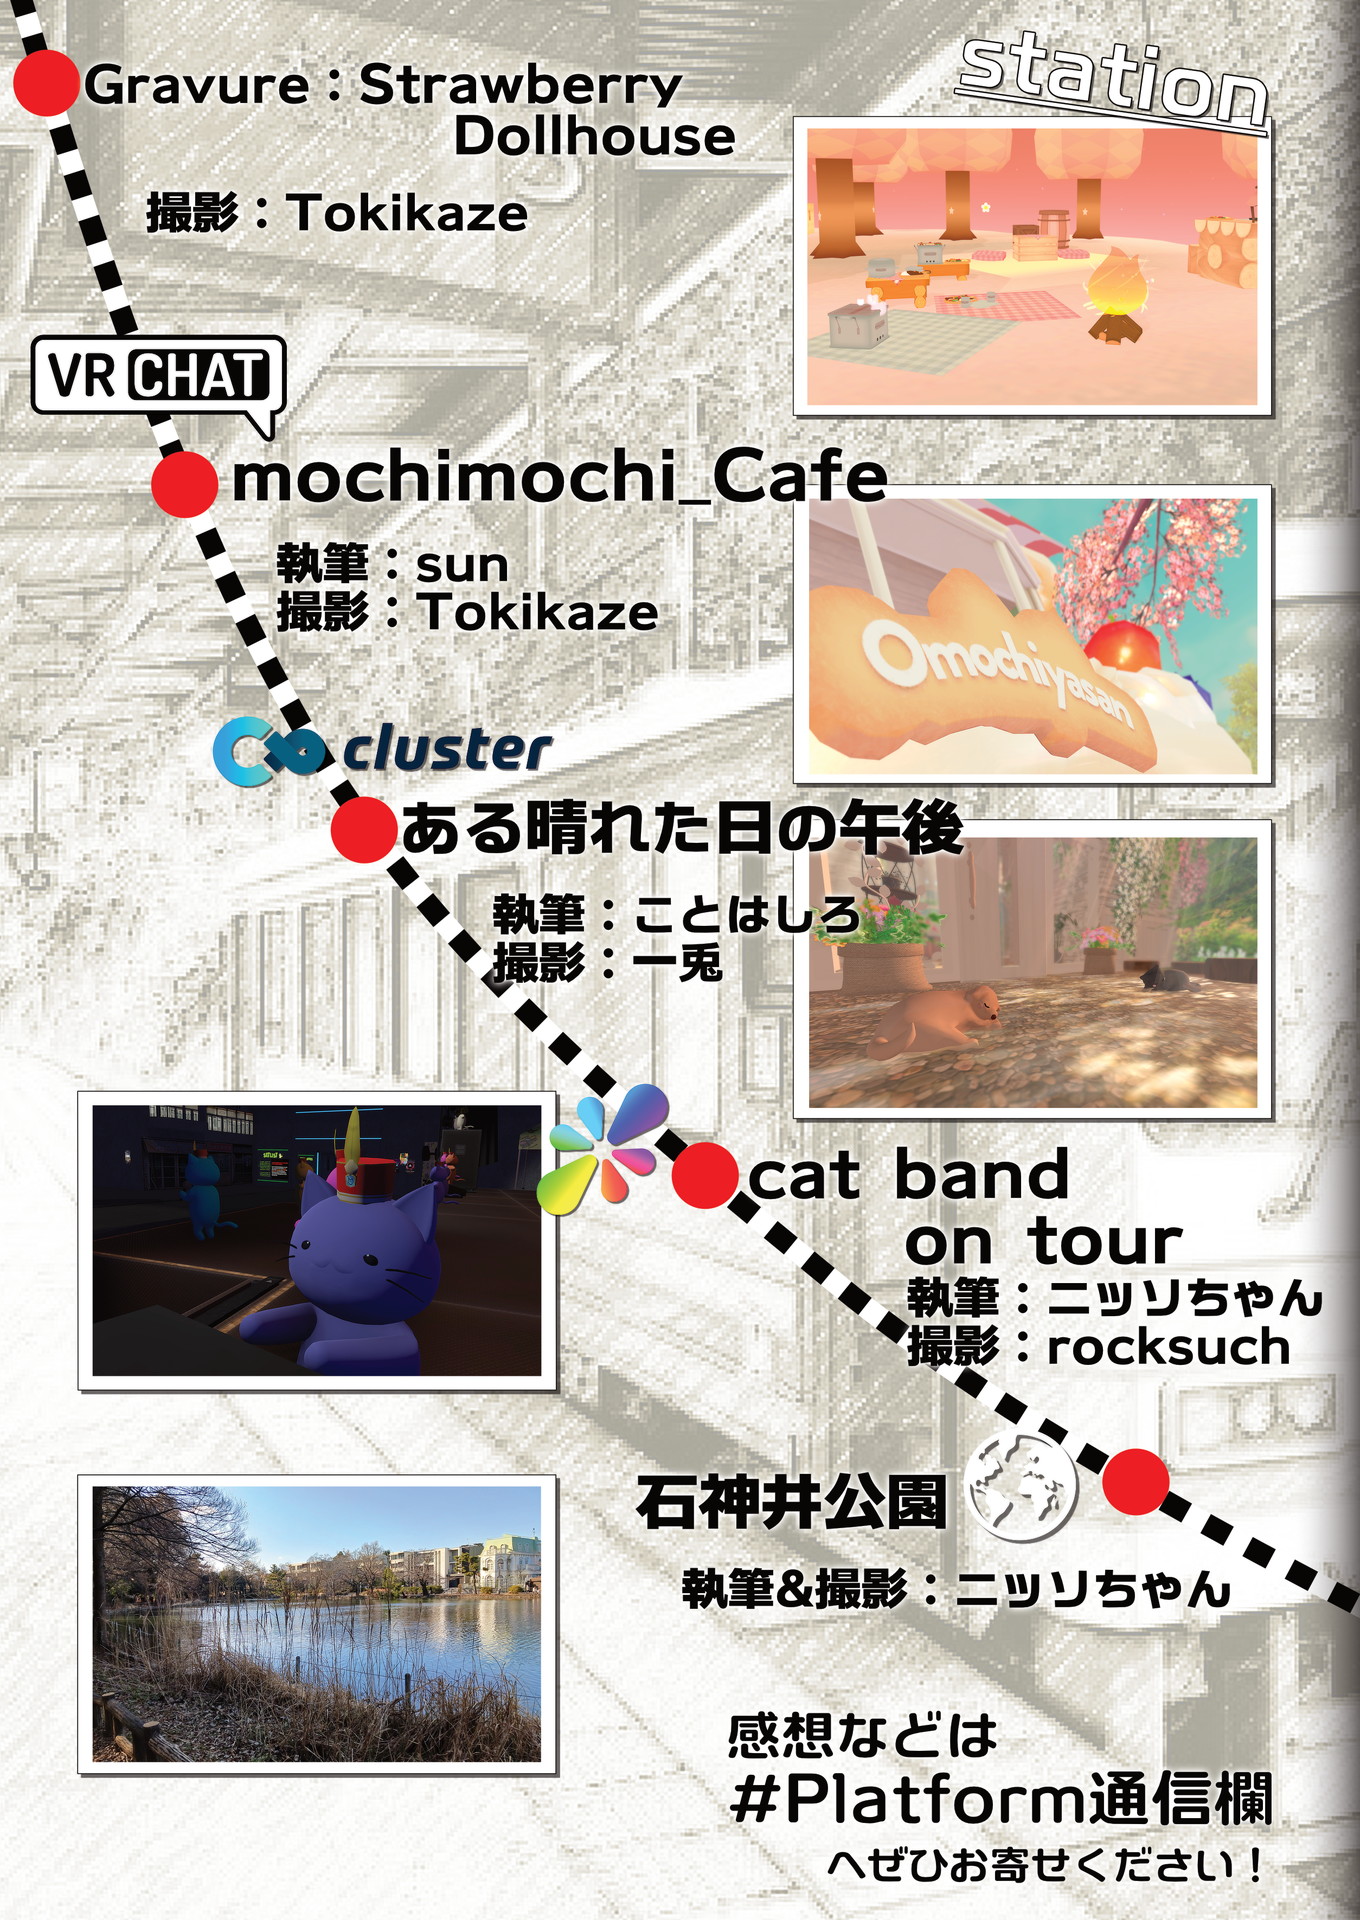 station
Gravure：Strawberry
Dollhouse
撮影：Tokikaze
VR CHAT
mochimochi_Cafe
執筆：sun
撮影：Tokikaze
Omochiyasan
cluster
ある晴れた日の午後
執筆：ことはしろ
撮影：一兎
cat band
on tour
執筆：ニッソちゃん
撮影：rocksuch
石神井公園
執筆&撮影：ニッソちゃん
感想などは
#Platform通信欄
へぜひお寄せください！